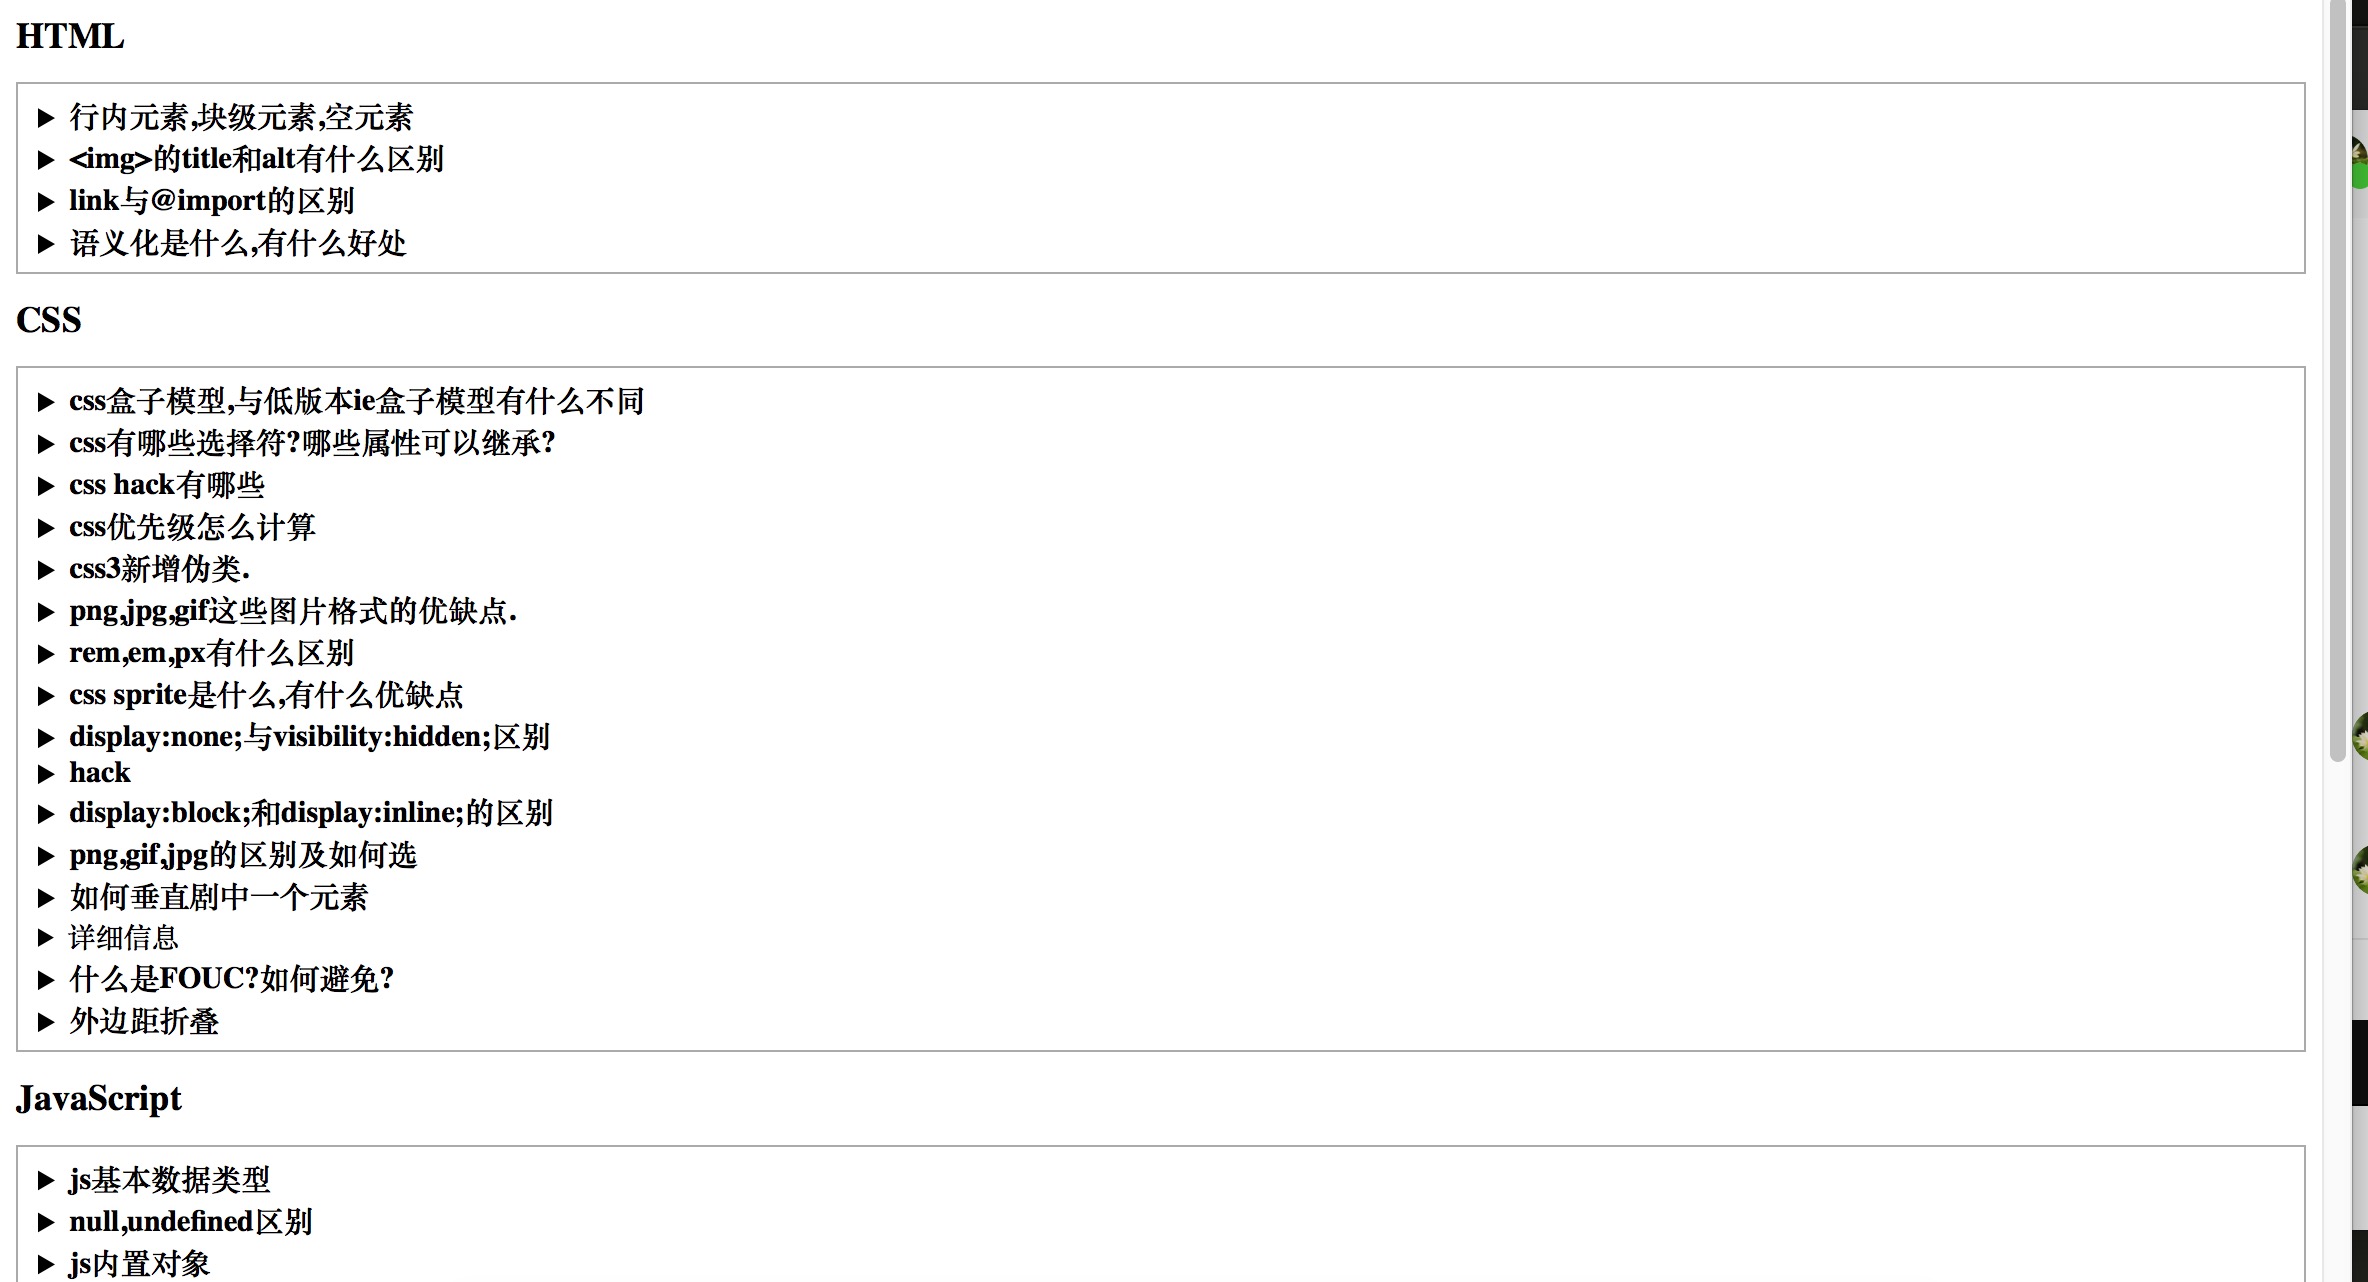 HTML
行内元素,块级元素,空元素
<img>的title和alt有什么区别
link与@import的区别
语义化是什么,有什么好处
CSS
css盒子模型,与低版本ie盒子模型有什么不同
css有哪些选择符?哪些属性可以继承?
css hack有哪些
css优先级怎么计算
css3新增伪类.
png,jpg,gif这些图片格式的优缺点.
rem,em,px有什么区别
css sprite是什么,有什么优缺点
display:none;与visibility:hidden;区别
hack
display:block;和display:inline;的区别
png,gif,jpg的区别及如何选
如何垂直剧中一个元素
详细信息
什么是FOUC?如何避免?
外边距折叠
JavaScript
js基本数据类型
null,undefined区别
js内置对象